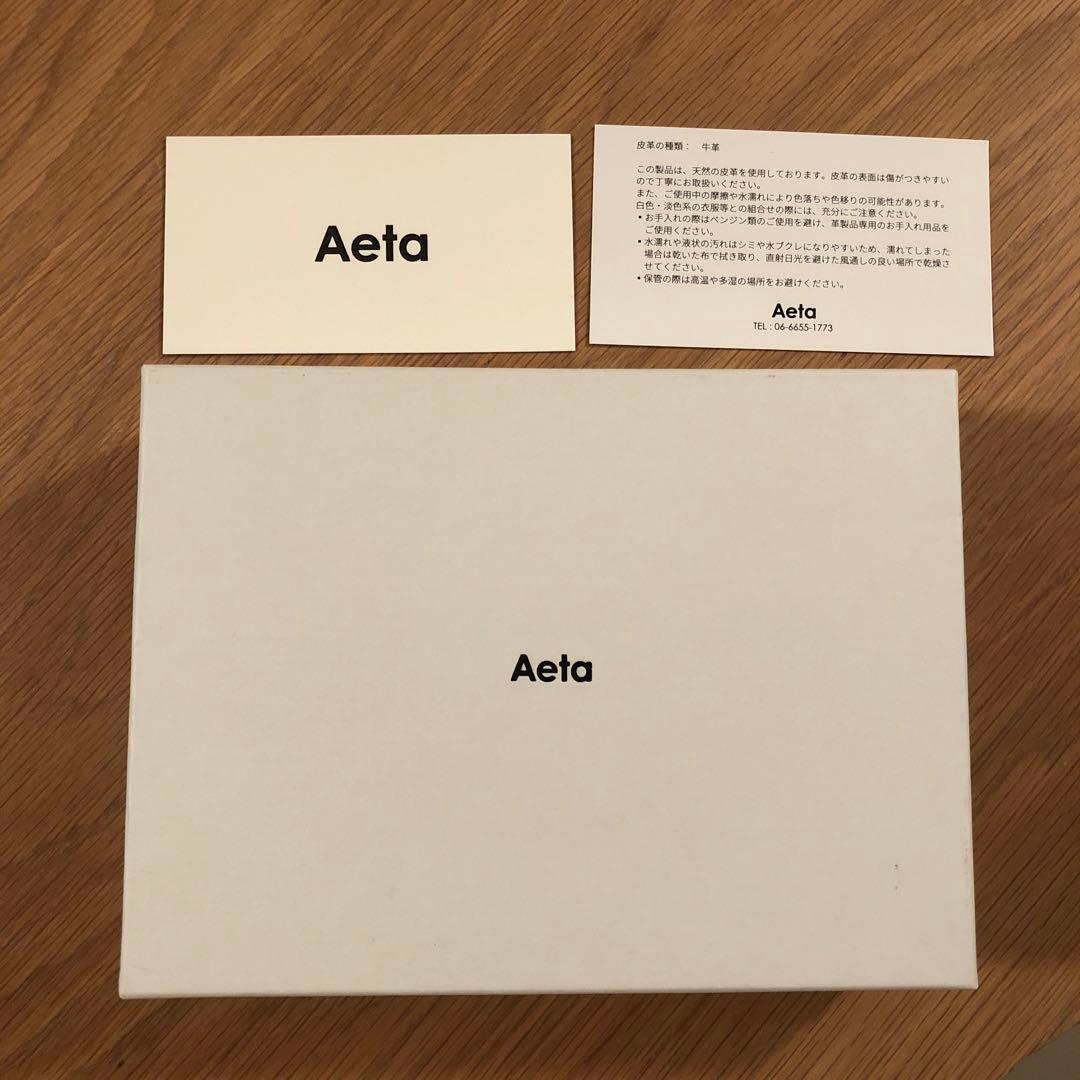 Aeta
皮革の種類： 牛革
この製品は、天然の皮革を使用しております。皮革の表面は傷がつきやすい
ので丁寧にお取扱いください。
また、ご使用中の摩擦や水濡れにより色落ちや色移りの可能性があります。
白色・淡色系の衣服等との組合せの際には、充分にご注意ください。
•お手入れの際はベンジン類のご使用を避け、革製品専用のお手入れ用品を
ご使用ください。
•水濡れや液状の汚れはシミや水ブクレになりやすいため、濡れてしまった
場合は乾いた布で拭き取り、直射日光を避けた風通しの良い場所で乾燥さ
せてください。
•保管の際は高温や多湿の場所をお避けください。
Aeta
TEL : 06-6655-1773
Aeta